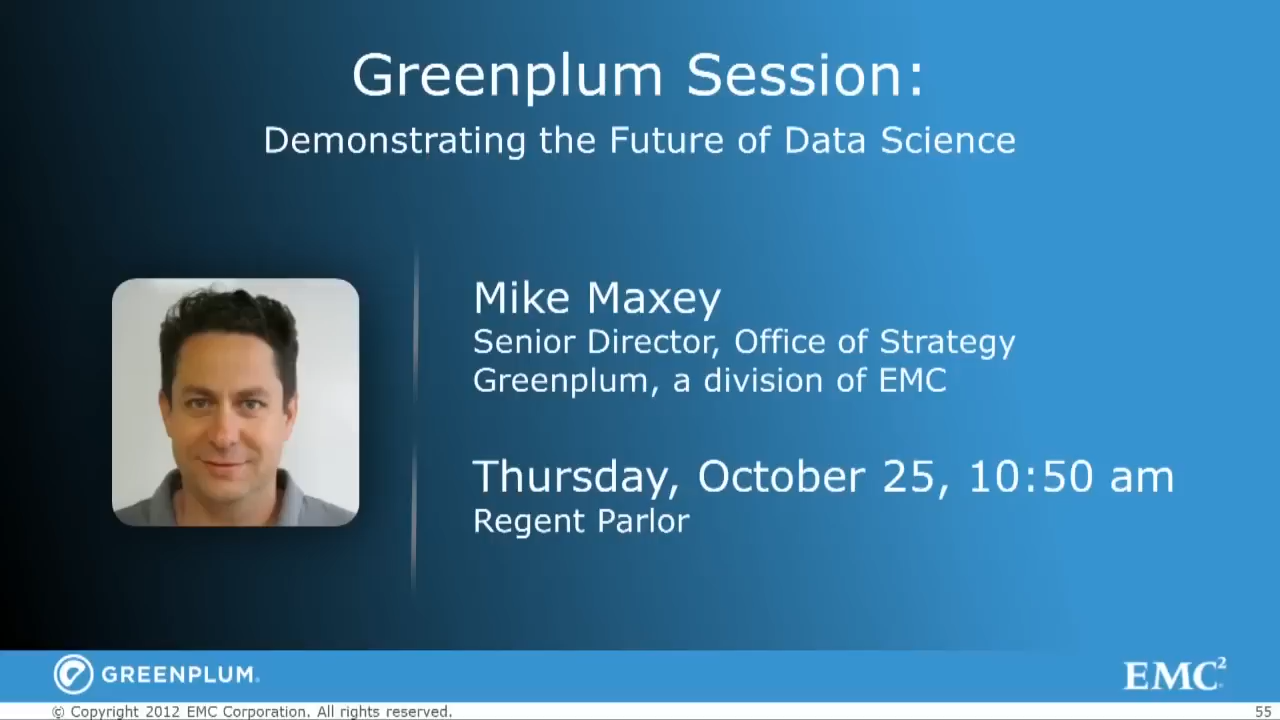 Greenplum Session:
Demonstrating the Future of Data Science
Mike Maxey
Senior Director, Office of Strategy
Greenplum, a division of EMC
Thursday, October 25, 10:50 am
Regent Parlor
GREENPLUM.
EMC²
© Copyright 2012 EMC Corporation. All rights reserved.
55